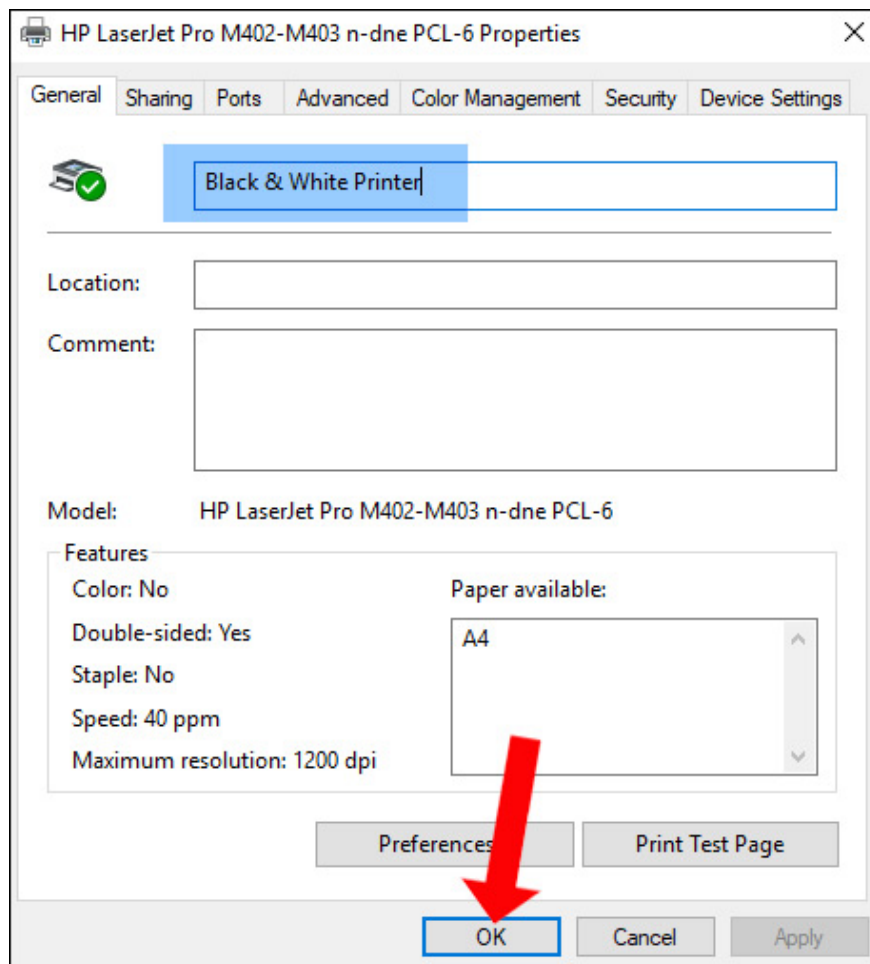 HP LaserJet Pro M402-M403 n-dne PCL-6 Properties
General Sharing Ports Advanced Color Management Security Device Settings
Black & White Printer
Location:
Comment:
Model: HP LaserJet Pro M402-M403 n-dne PCL-6
Features
Color: No
Double-sided: Yes
Staple: No
Speed: 40 ppm
Maximum resolution: 1200 dpi
Paper available:
A4
Preferences Print Test Page
OK Cancel Apply